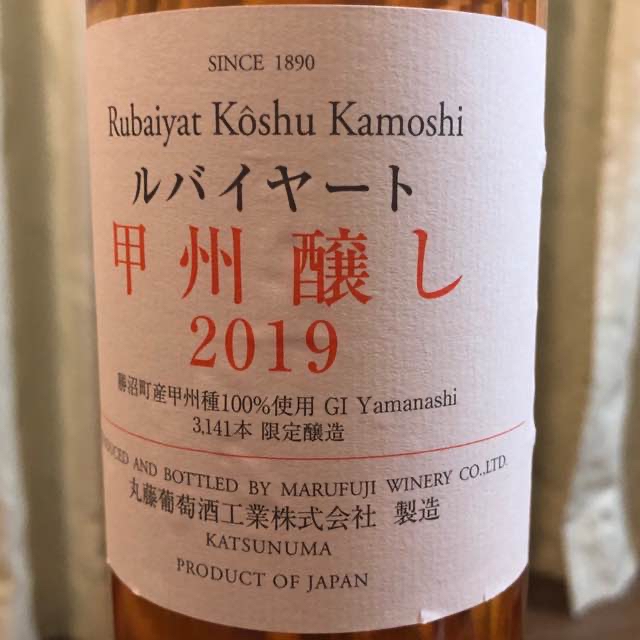 SINCE 1890
Rubaiyat Kôshu Kamoshi
ルバイヤート
甲州醸し
2019
勝沼町産甲州種100%使用 GI Yamanashi
3,141本 限定醸造
AND BOTTLED BY MARUFUJI WINERY CO.,LTD.
丸藤葡萄酒工業株式会社 製造
KATSUNUMA
PRODUCT OF JAPAN